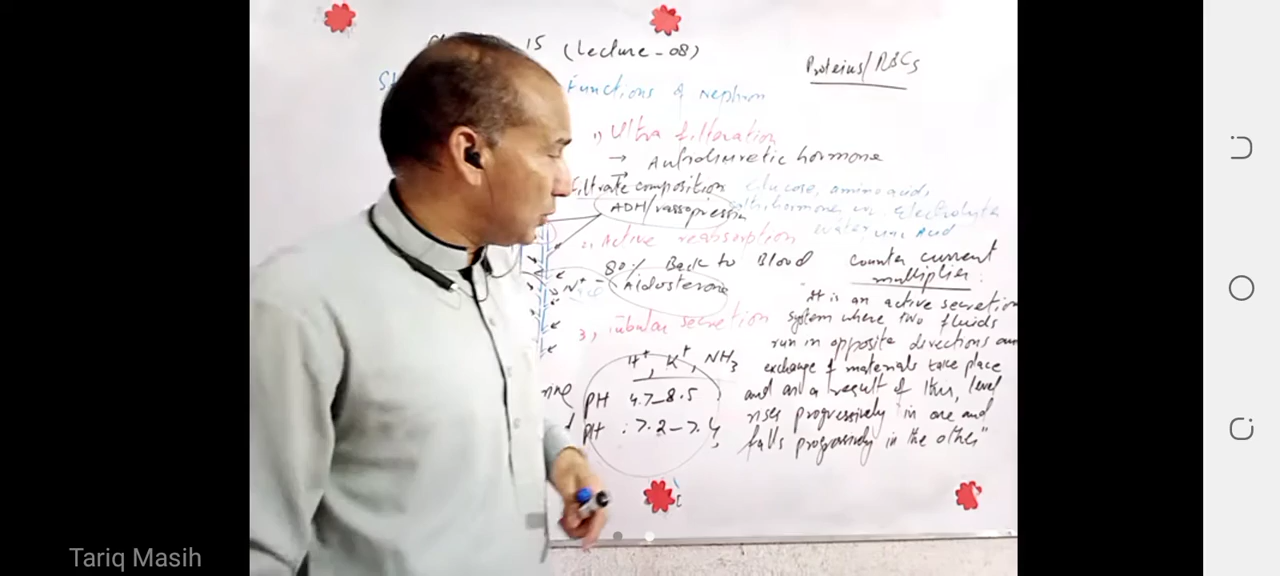 15 (Lecture - 08)
Proteins/RBCs
Functions of Nephron
1) Ultra filteration
→ Antidiuretic hormone
filtrate composition Glucose, amino acids,
ADH/vassopressin
Electrolytes
2, Active reabsorption water, uric Acid
80% Back to Blood
N+ - Aldosterone
3, Tubular secretion
H+, K+, NH3
PH 4.7-8.5
PH : 7.2-7.4
counter current
multiplier:
It is an active secretion
system where two fluids
run in opposite directions and
exchange of materials take place
and as a result of this, level
rises progressively in one and
falls progressively in the other"
Tariq Masih